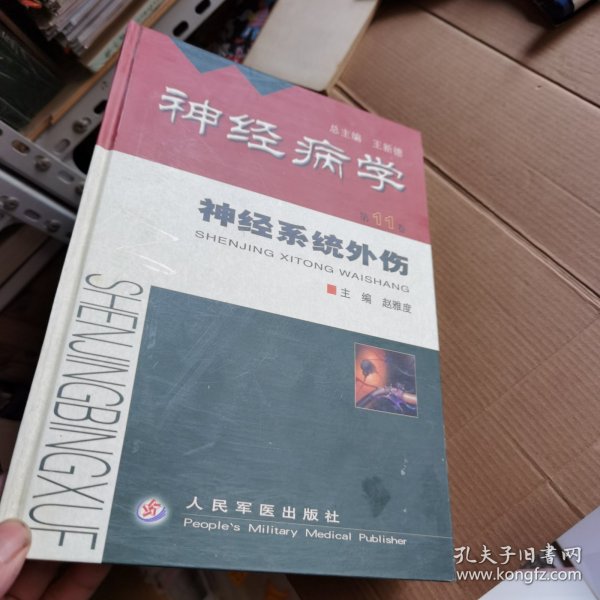 总主编 王新德
神经病学
第11卷
神经系统外伤
SHENJING XITONG WAISHANG
主 编 赵雅度
SHENJINGBINGXUE
人民军医出版社
People's Military Medical Publisher
孔夫子旧书网
www.kongfz.com